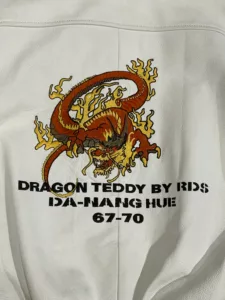 DRAGON TEDDY BY RDS
DA-NANG HUE
67-70